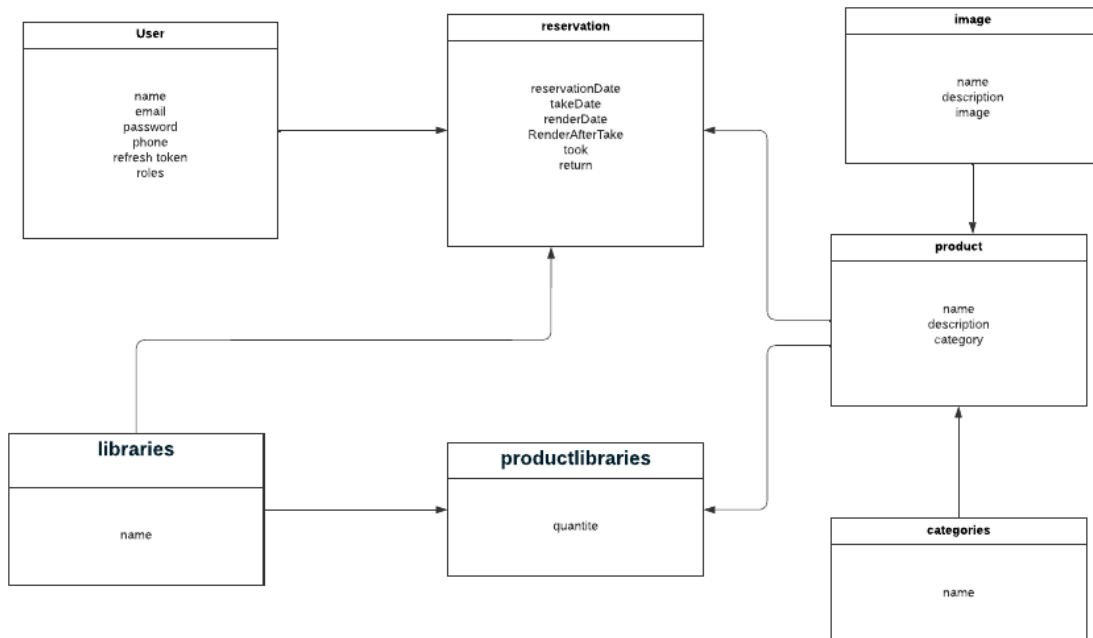 User
name
email
password
phone
refresh token
roles
reservation
reservationDate
takeDate
renderDate
RenderAfterTake
took
return
image
name
description
image
product
name
description
category
libraries
name
productlibraries
quantite
categories
name